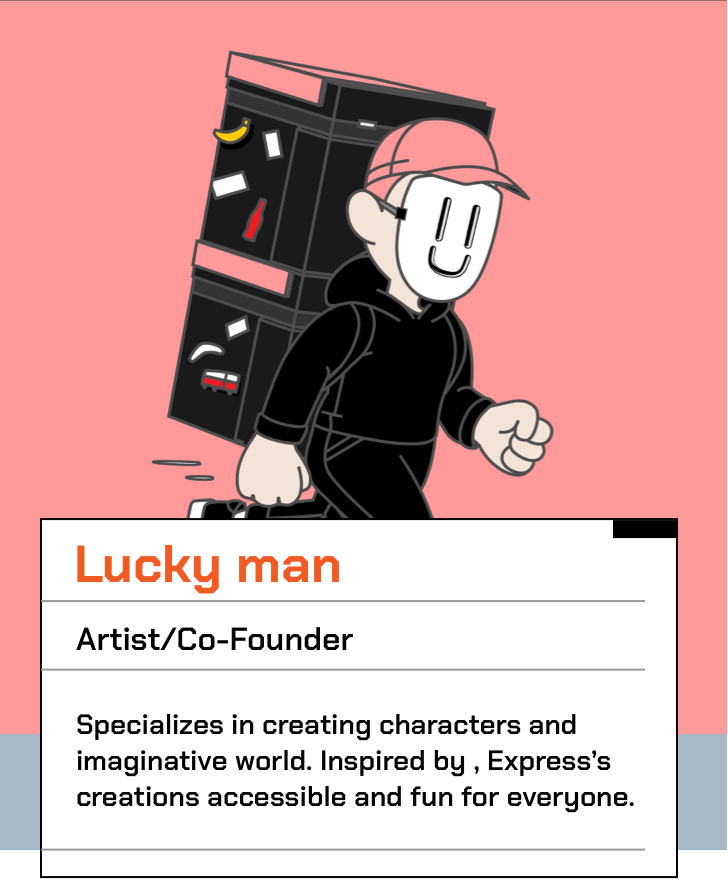 Lucky man
Artist/Co-Founder
Specializes in creating characters and
imaginative world. Inspired by , Express’s
creations accessible and fun for everyone.